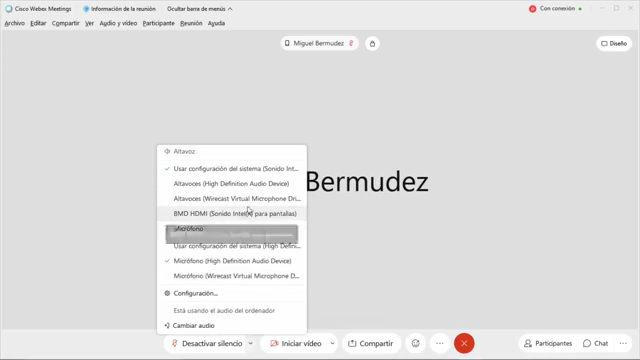 Cisco Webex Meetings
Información de la reunión
Ocultar barra de menús
Con conexión
Archivo Editar Compartir Ver Audio y vídeo Participante Reunión Ayuda
Miguel Bermudez
Diseño
Bermudez
Altavoz
Usar configuración del sistema (Sonido Int...
Altavoces (High Definition Audio Device)
Altavoces (Wirecast Virtual Microphone Dri...
BMD HDMI (Sonido Intel(R) para pantallas)
Micrófono
Usar configuración del sistema (High Defini...
Micrófono (High Definition Audio Device)
Micrófono (Wirecast Virtual Microphone D...
Configuración...
Está usando el audio del ordenador
Cambiar audio
Desactivar silencio
Iniciar vídeo
Compartir
Participantes
Chat